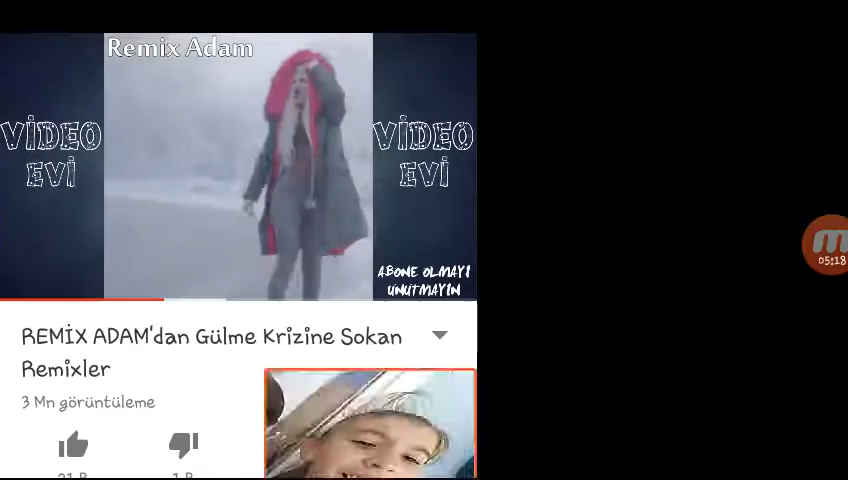 Remix Adam
VİDEO
EVİ
VİDEO
EVİ
ABONE OLMAYI
UNUTMAYIN
05:18
REMİX ADAM'dan Gülme Krizine Sokan
Remixler
3 Mn görüntüleme